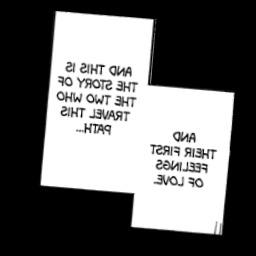 AND THIS IS
THE STORY OF
THE TWO WHO
TRAVEL THIS
PATH...
AND
THEIR FIRST
FEELINGS
OF LOVE.